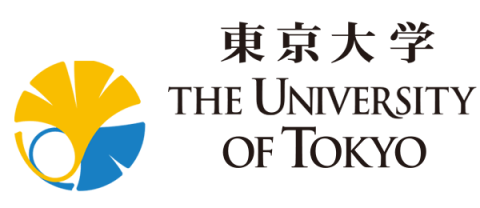 東京大学
THE UNIVERSITY
OF TOKYO